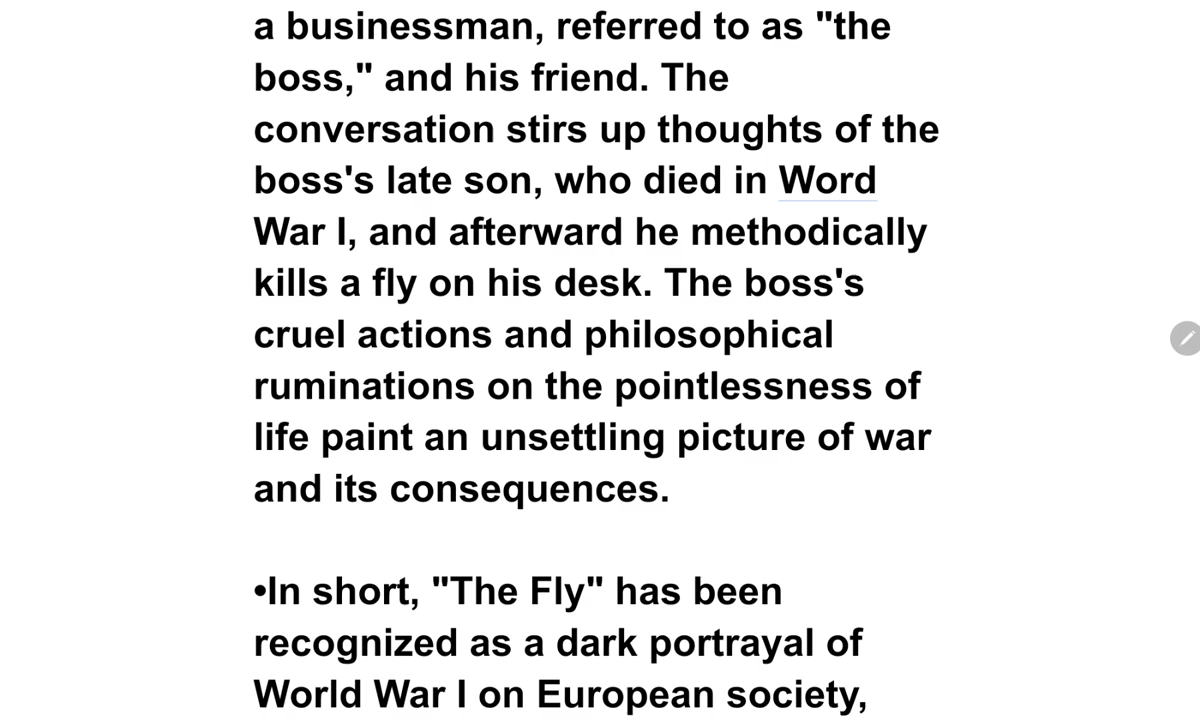 a businessman, referred to as "the
boss," and his friend. The
conversation stirs up thoughts of the
boss's late son, who died in Word
War I, and afterward he methodically
kills a fly on his desk. The boss's
cruel actions and philosophical
ruminations on the pointlessness of
life paint an unsettling picture of war
and its consequences.
•In short, "The Fly" has been
recognized as a dark portrayal of
World War I on European society,